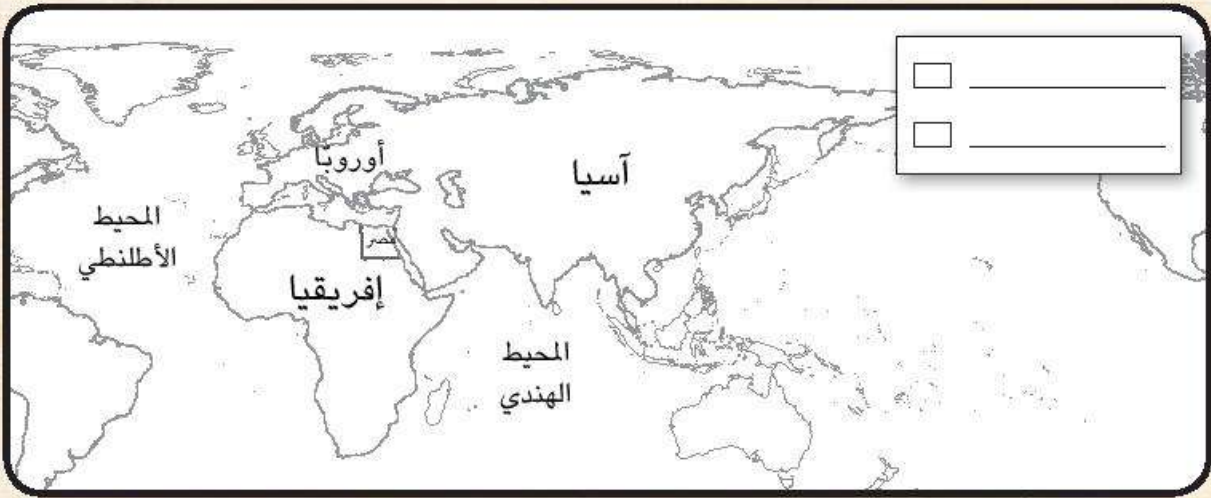 أوروبا
آسيا
المحيط
الأطلنطي
مصر
إفريقيا
المحيط
الهندي